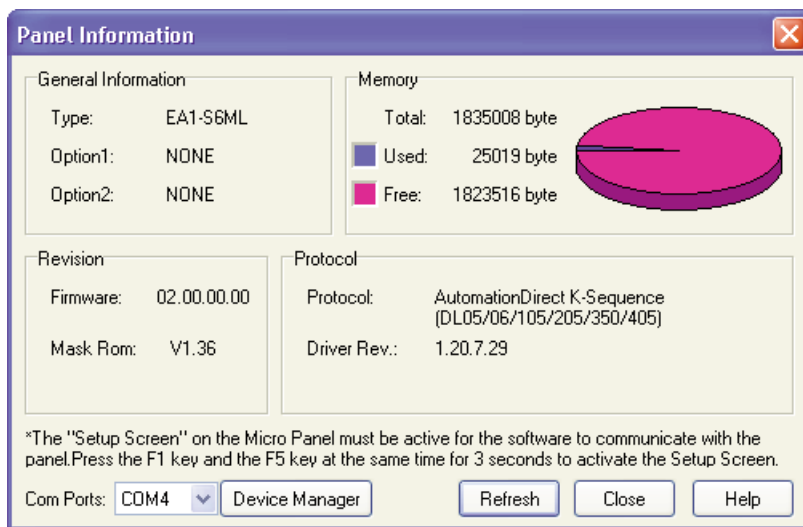 Panel Information
General Information
Type: EA1-S6ML
Option1: NONE
Option2: NONE
Memory
Total: 1835008 byte
Used: 25019 byte
Free: 1823516 byte
Revision
Firmware: 02.00.00.00
Mask Rom: V1.36
Protocol
Protocol: AutomationDirect K-Sequence
(DL05/06/105/205/350/405)
Driver Rev.: 1.20.7.29
*The "Setup Screen" on the Micro Panel must be active for the software to communicate with the
panel.Press the F1 key and the F5 key at the same time for 3 seconds to activate the Setup Screen.
Com Ports: COM4 Device Manager Refresh Close Help